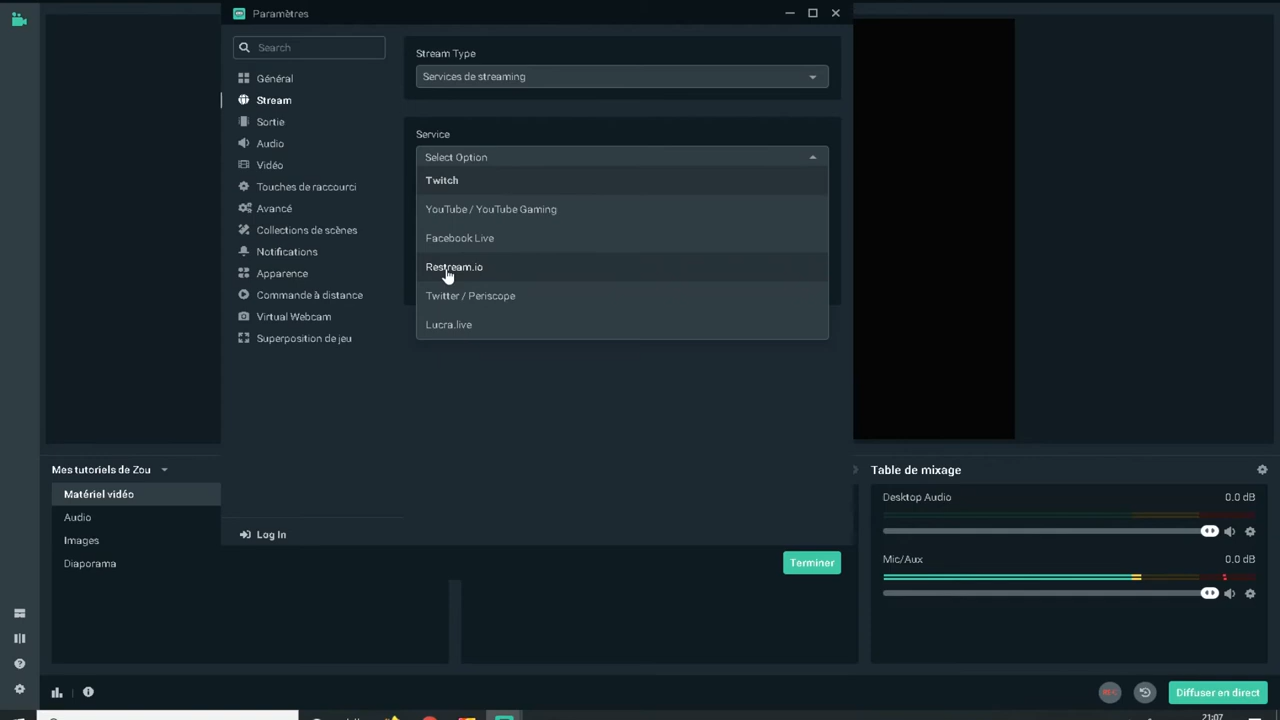 Paramètres
Search
Général
Stream
Sortie
Audio
Vidéo
Touches de raccourci
Avancé
Collections de scènes
Notifications
Apparence
Commande à distance
Virtual Webcam
Superposition de jeu
Log In
Stream Type
Services de streaming
Service
Select Option
Twitch
YouTube / YouTube Gaming
Facebook Live
Restream.io
Twitter / Periscope
Lucra.live
Terminer
Mes tutoriels de Zou
Matériel vidéo
Audio
Images
Diaporama
Table de mixage
Desktop Audio 0.0 dB
Mic/Aux 0.0 dB
REC
Diffuser en direct
21:07